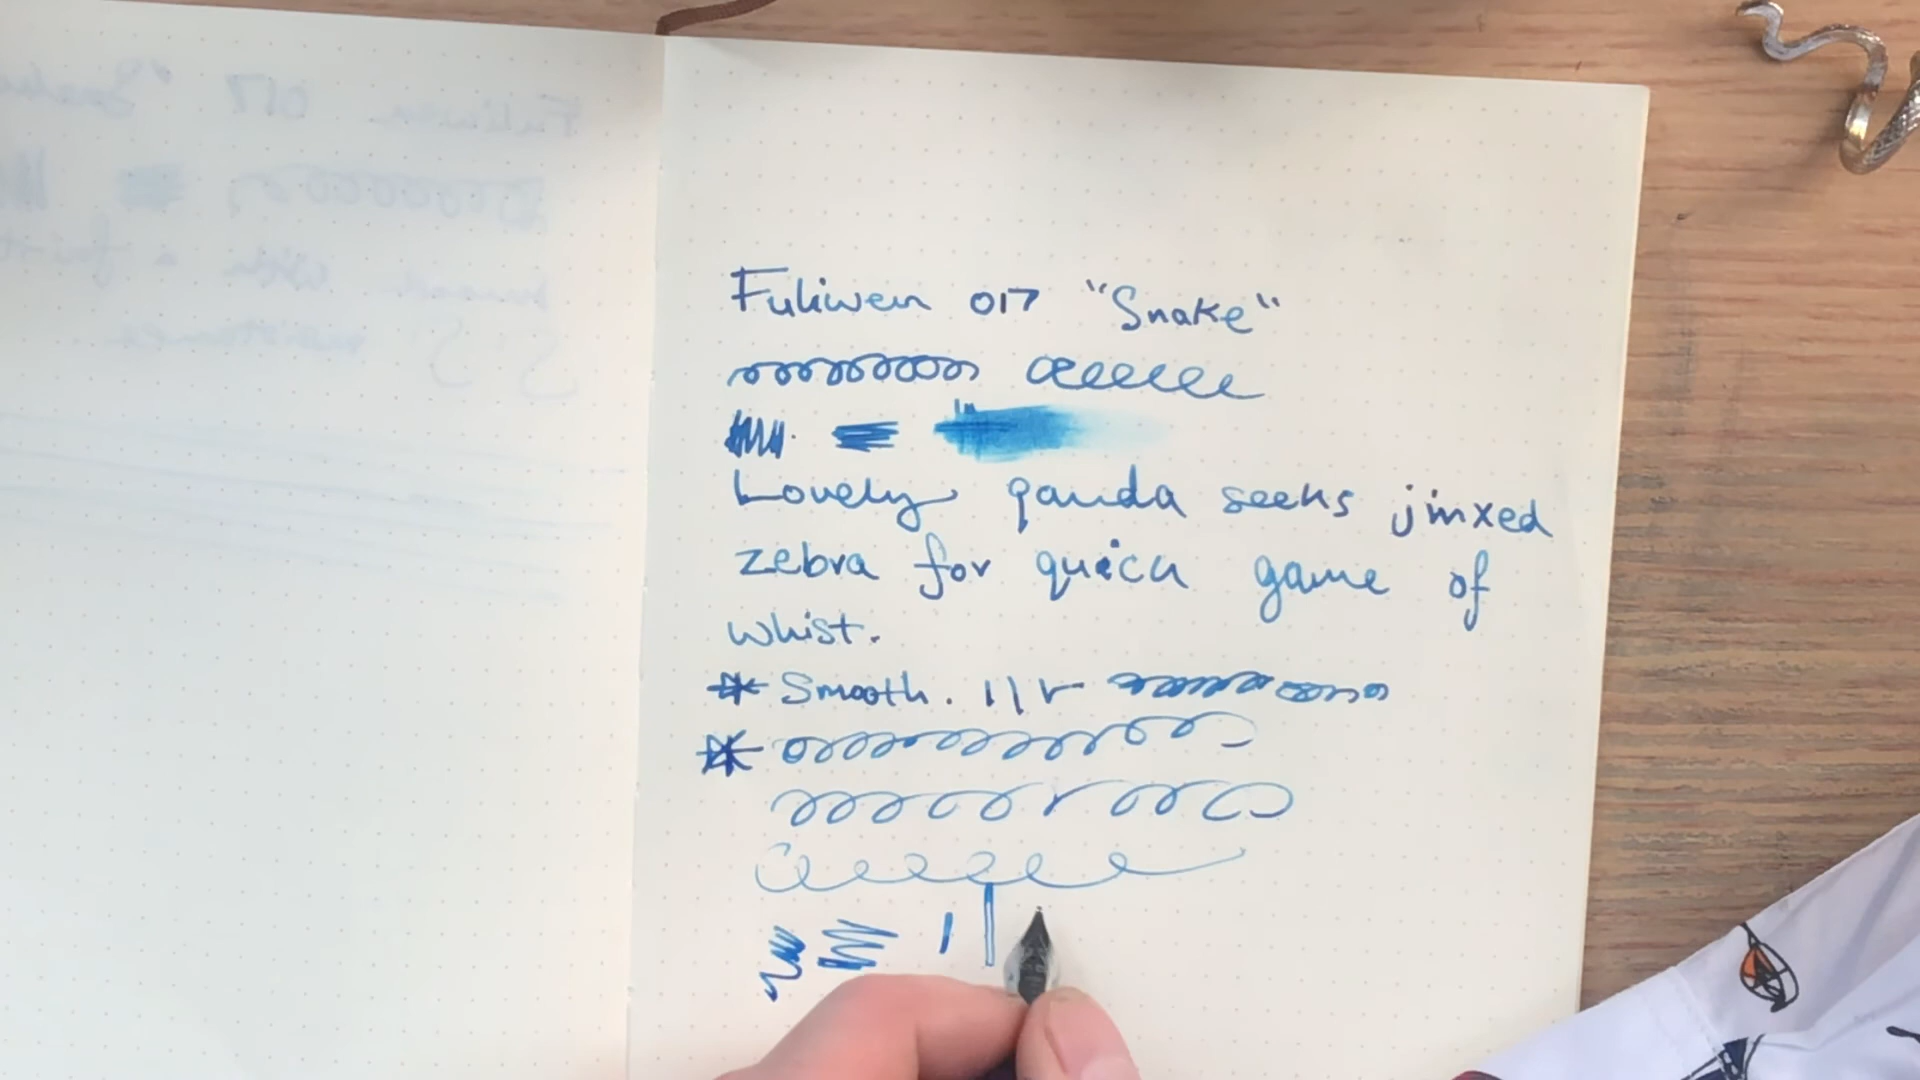 Fuliwen 017 "Snake"
Lovely panda seeks jinxed
zebra for quick game of
whist.
* Smooth.
*